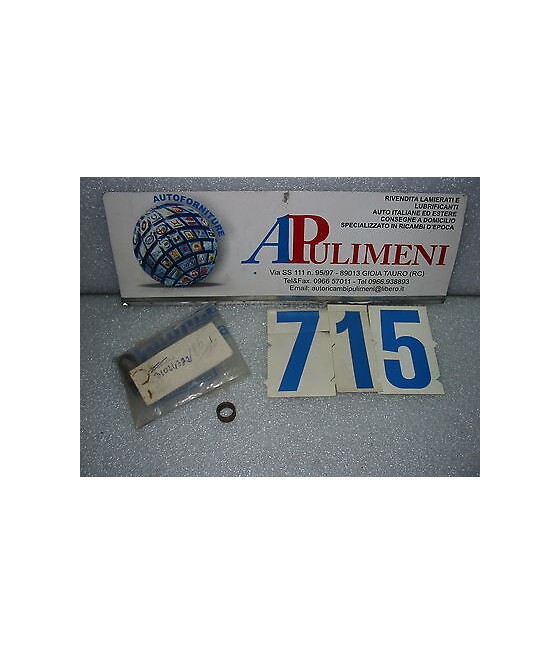 AUTOFORNITURE
APULIMENI
RIVENDITA LAMIERATI E
LUBRIFICANTI
AUTO ITALIANE ED ESTERE
CONSEGNE A DOMICILIO
SPECIALIZZATO IN RICAMBI D'EPOCA
Via SS 111 n. 95/97 - 89013 GIOIA TAURO (RC)
Tel&Fax. 0966 57011 - Tel 0966.938893
Email: autoricambipulimeni@libero.it
715